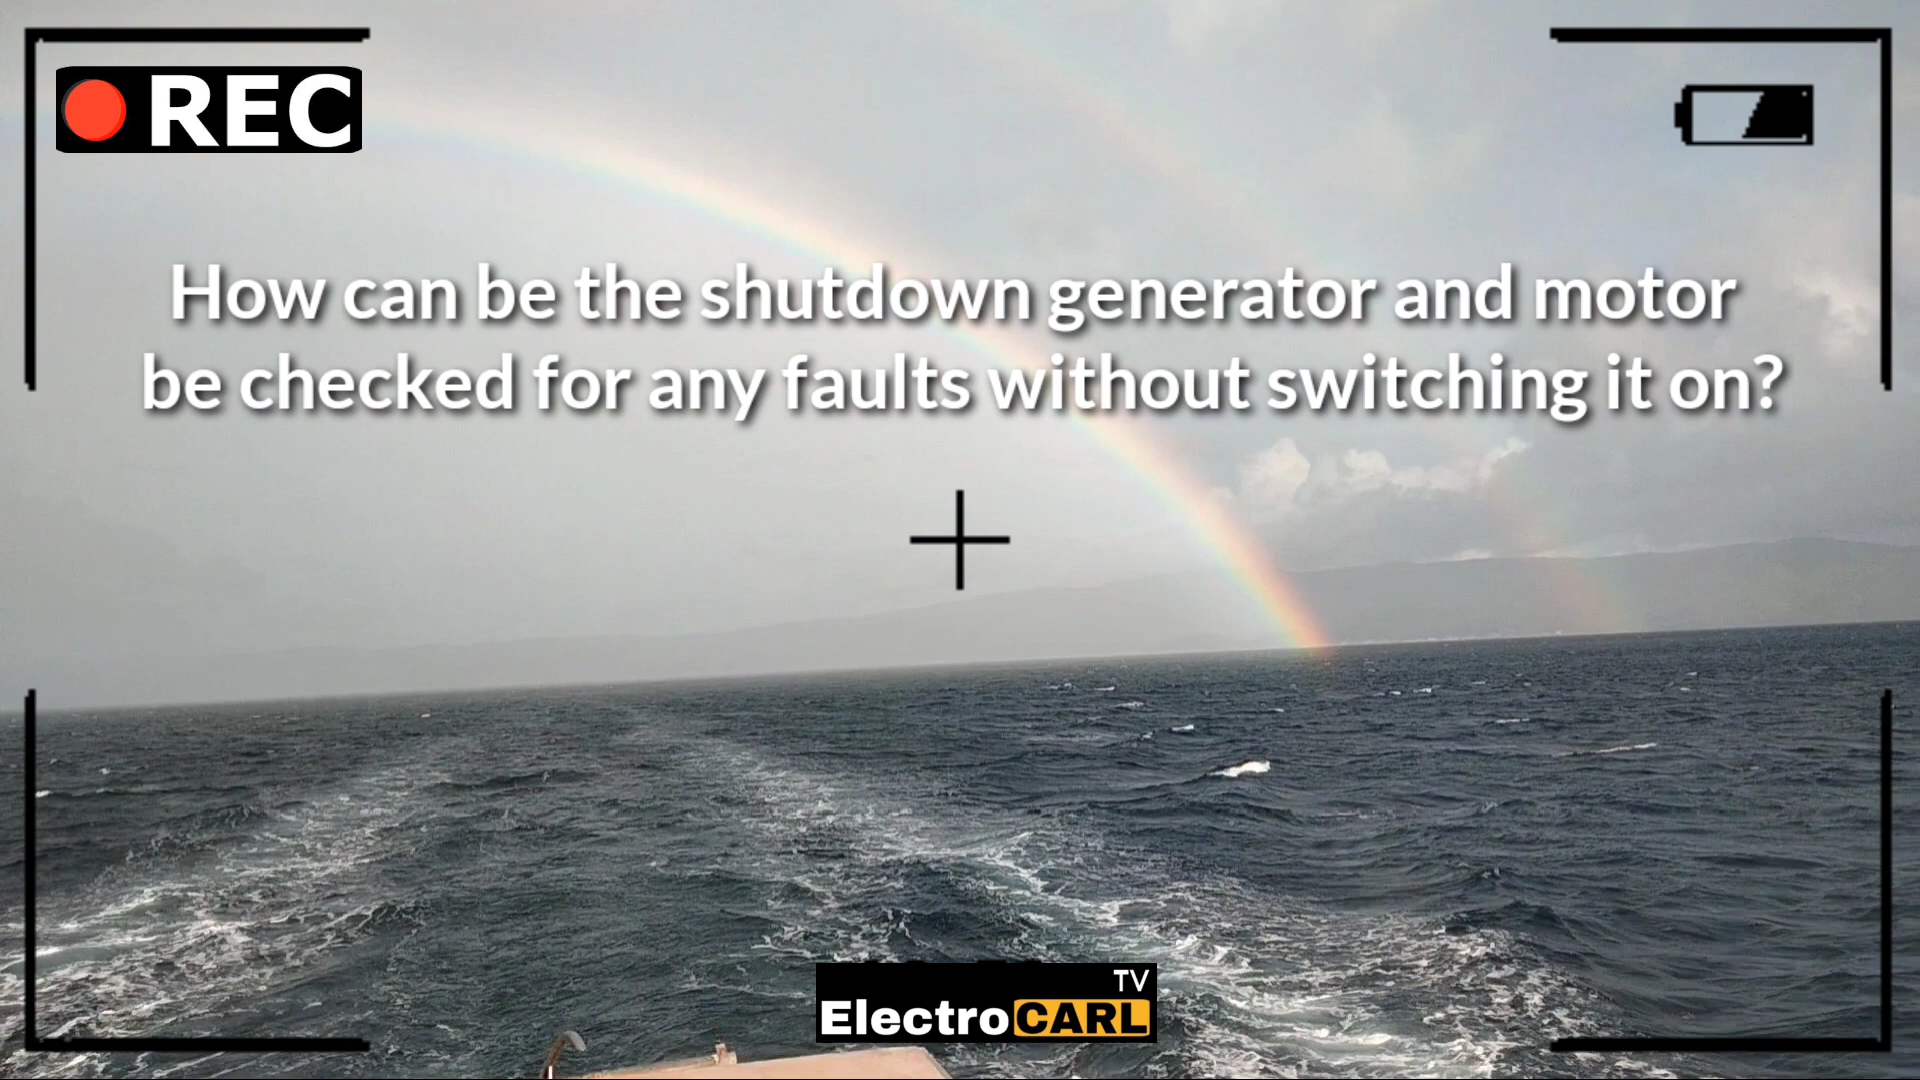 REC
How can be the shutdown generator and motor
be checked for any faults without switching it on?
TV
ElectroCARL